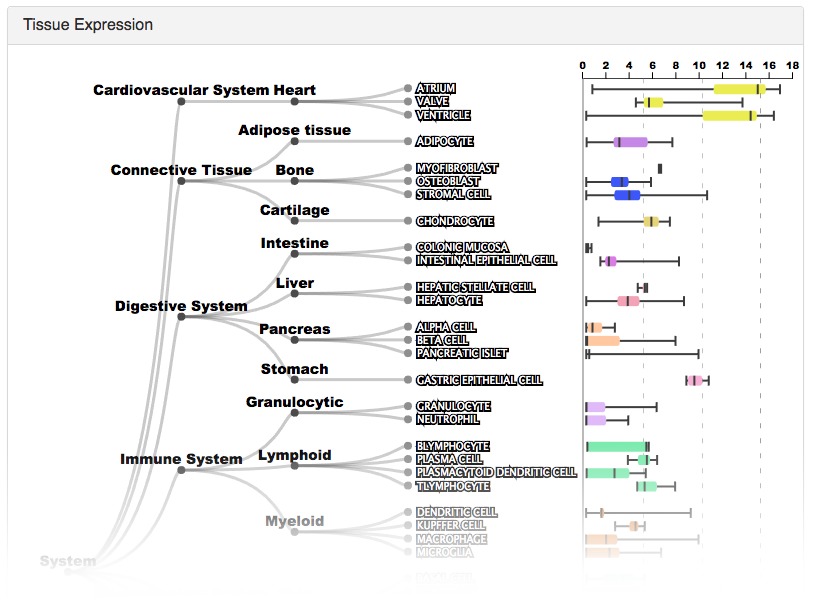 Tissue Expression
0 2 4 6 8 10 12 14 16 18
Cardiovascular System Heart
ATRIUM
VALVE
VENTRICLE
Adipose tissue
ADIPOCYTE
Connective Tissue
Bone
MYOFIBROBLAST
OSTEOBLAST
STROMAL CELL
Cartilage
CHONDROCYTE
Intestine
COLONIC MUCOSA
INTESTINAL EPITHELIAL CELL
Liver
HEPATIC STELLATE CELL
HEPATOCYTE
Digestive System
Pancreas
ALPHA CELL
BETA CELL
PANCREATIC ISLET
Stomach
GASTRIC EPITHELIAL CELL
Granulocytic
GRANULOCYTE
NEUTROPHIL
Immune System
Lymphoid
BLYMPHOCYTE
PLASMA CELL
PLASMACYTOID DENDRITIC CELL
TLYMPHOCYTE
Myeloid
DENDRITIC CELL
KUPFFER CELL
MACROPHAGE
MICROGLIA
System